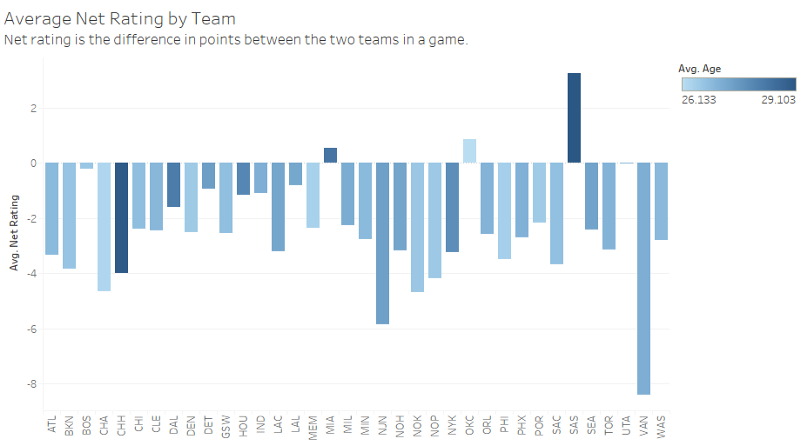 Average Net Rating by Team
Net rating is the difference in points between the two teams in a game.
Avg. Age
26.133 29.103
Avg. Net Rating
2
0
-2
-4
-6
-8
ATL BKN BOS CHA CHH CHI CLE DAL DEN DET GSW HOU IND LAC LAL MEM MIA MIL MIN NJN NOH NOK NOP NYK OKC ORL PHI PHX POR SAC SAS SEA TOR UTA VAN WAS